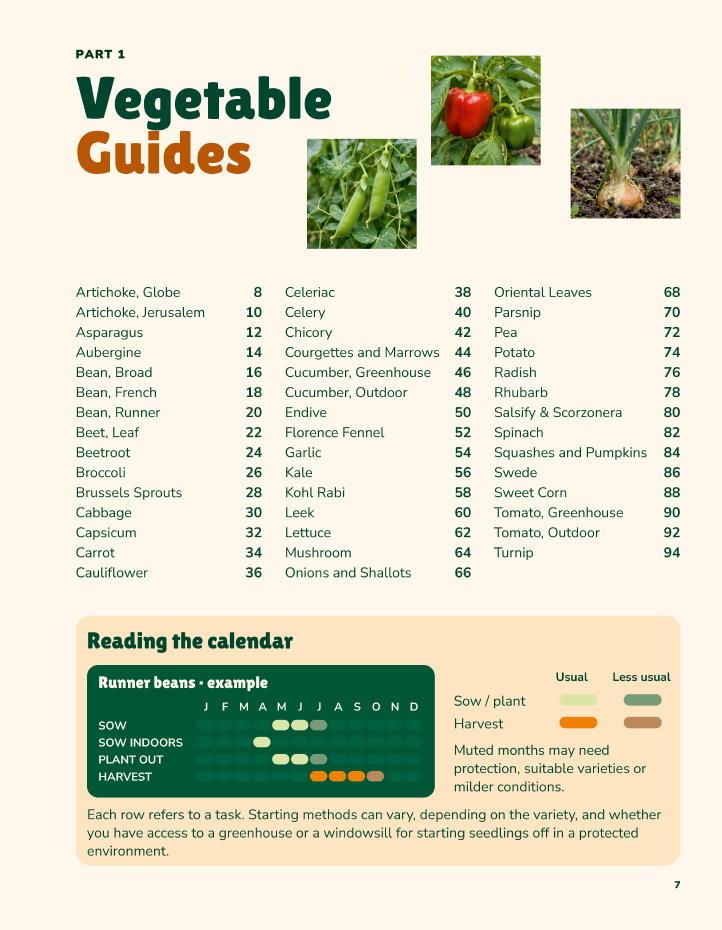 PART 1
Vegetable
Guides
Artichoke, Globe 8
Artichoke, Jerusalem 10
Asparagus 12
Aubergine 14
Bean, Broad 16
Bean, French 18
Bean, Runner 20
Beet, Leaf 22
Beetroot 24
Broccoli 26
Brussels Sprouts 28
Cabbage 30
Capsicum 32
Carrot 34
Cauliflower 36
Celeriac 38
Celery 40
Chicory 42
Courgettes and Marrows 44
Cucumber, Greenhouse 46
Cucumber, Outdoor 48
Endive 50
Florence Fennel 52
Garlic 54
Kale 56
Kohl Rabi 58
Leek 60
Lettuce 62
Mushroom 64
Onions and Shallots 66
Oriental Leaves 68
Parsnip 70
Pea 72
Potato 74
Radish 76
Rhubarb 78
Salsify & Scorzonera 80
Spinach 82
Squashes and Pumpkins 84
Swede 86
Sweet Corn 88
Tomato, Greenhouse 90
Tomato, Outdoor 92
Turnip 94
Reading the calendar
Runner beans · example
J F M A M J J A S O N D
SOW
SOW INDOORS
PLANT OUT
HARVEST
Usual Less usual
Sow / plant
Harvest
Muted months may need
protection, suitable varieties or
milder conditions.
Each row refers to a task. Starting methods can vary, depending on the variety, and whether
you have access to a greenhouse or a windowsill for starting seedlings off in a protected
environment.
7